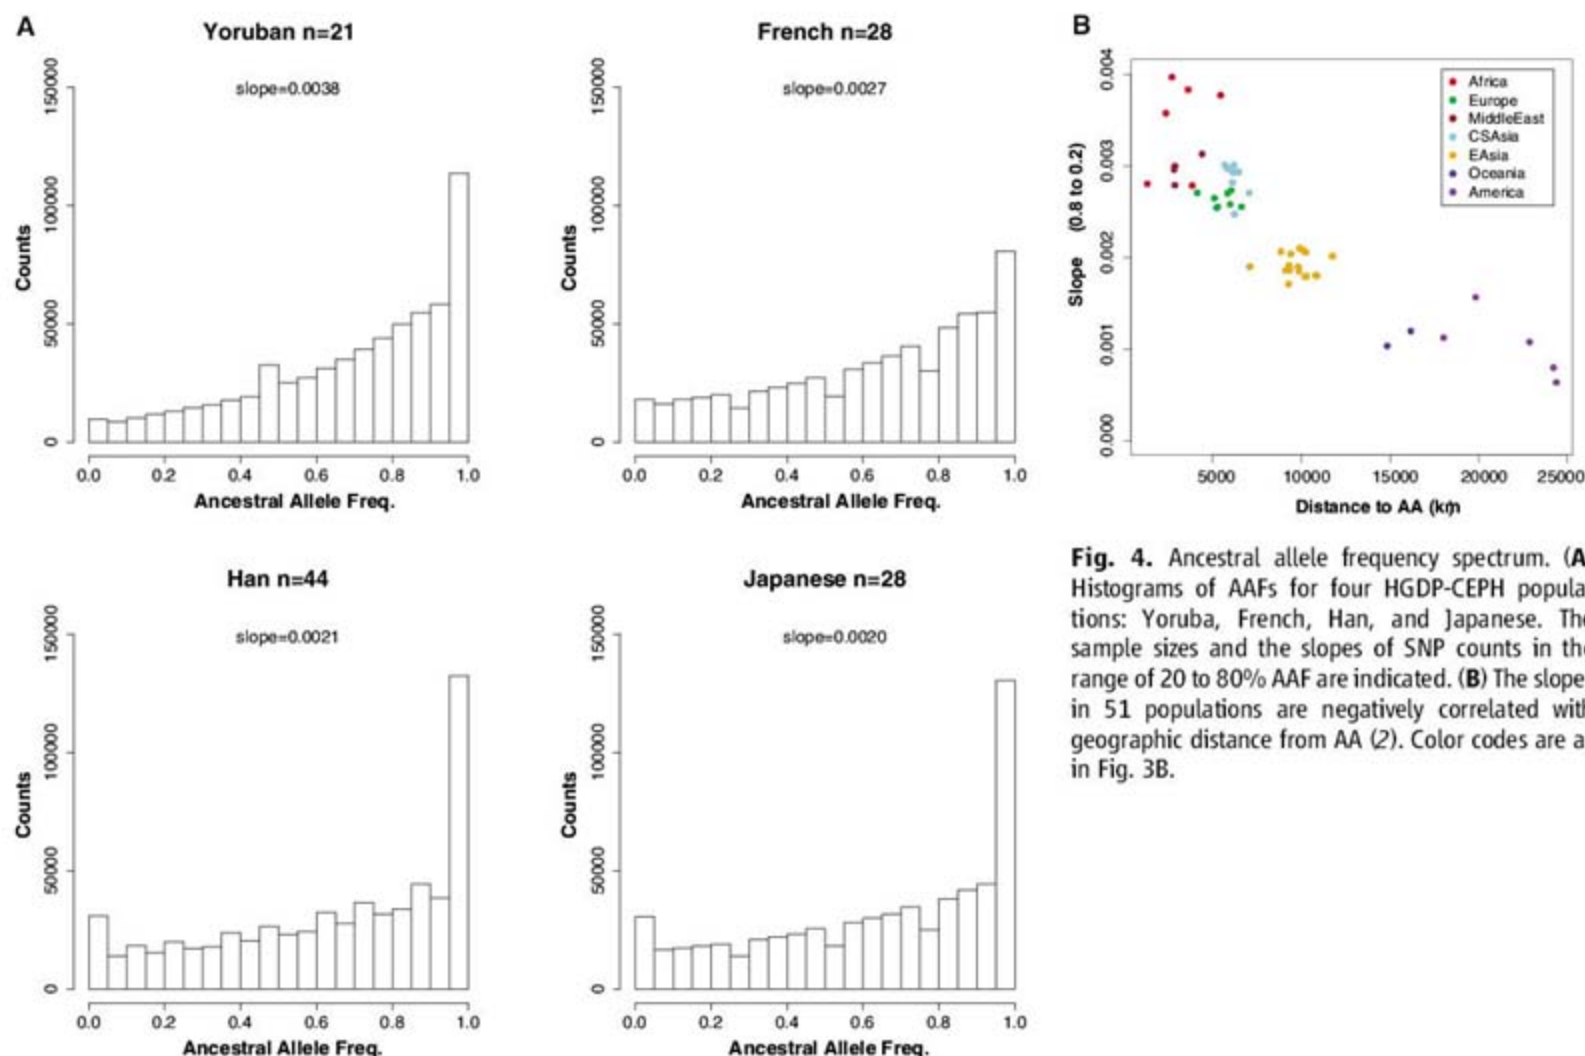 A
Yoruban n=21
slope=0.0038
Counts
0
50000
100000
150000
0.0 0.2 0.4 0.6 0.8 1.0
Ancestral Allele Freq.
French n=28
slope=0.0027
Counts
0
50000
100000
150000
0.0 0.2 0.4 0.6 0.8 1.0
Ancestral Allele Freq.
Han n=44
slope=0.0021
Counts
0
50000
100000
150000
0.0 0.2 0.4 0.6 0.8 1.0
Ancestral Allele Freq.
Japanese n=28
slope=0.0020
Counts
0
50000
100000
150000
0.0 0.2 0.4 0.6 0.8 1.0
Ancestral Allele Freq.
B
Slope (0.8 to 0.2)
0.000
0.001
0.002
0.003
0.004
Africa
Europe
MiddleEast
CSAsia
EAsia
Oceania
America
5000 10000 15000 20000 25000
Distance to AA (km)
Fig. 4. Ancestral allele frequency spectrum. (A
Histograms of AAFs for four HGDP-CEPH popula
tions: Yoruba, French, Han, and Japanese. The
sample sizes and the slopes of SNP counts in the
range of 20 to 80% AAF are indicated. (B) The slope
in 51 populations are negatively correlated with
geographic distance from AA (2). Color codes are a
in Fig. 3B.